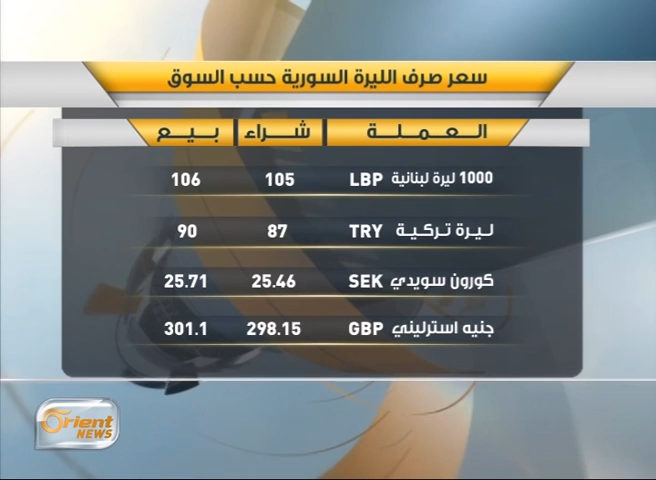 سعر صرف الليرة السورية حسب السوق
العملة شراء بيع
1000 ليرة لبنانية LBP 105 106
ليرة تركية TRY 87 90
كورون سويدي SEK 25.46 25.71
جنيه استرليني GBP 298.15 301.1
Orient
NEWS